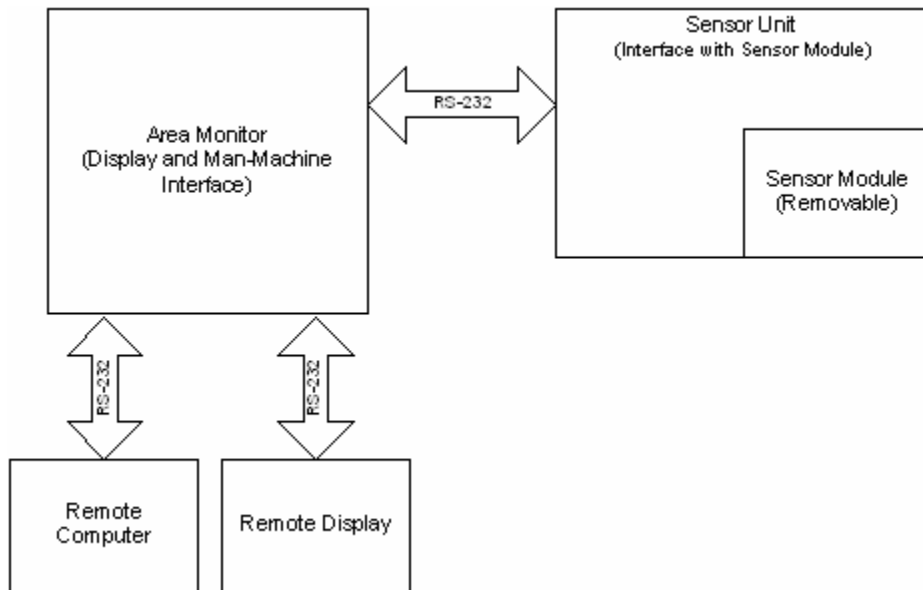 Sensor Unit
(Interface with Sensor Module)
RS-232
Area Monitor
(Display and Man-Machine
Interface)
Sensor Module
(Removable)
RS-232
RS-232
Remote
Computer
Remote Display